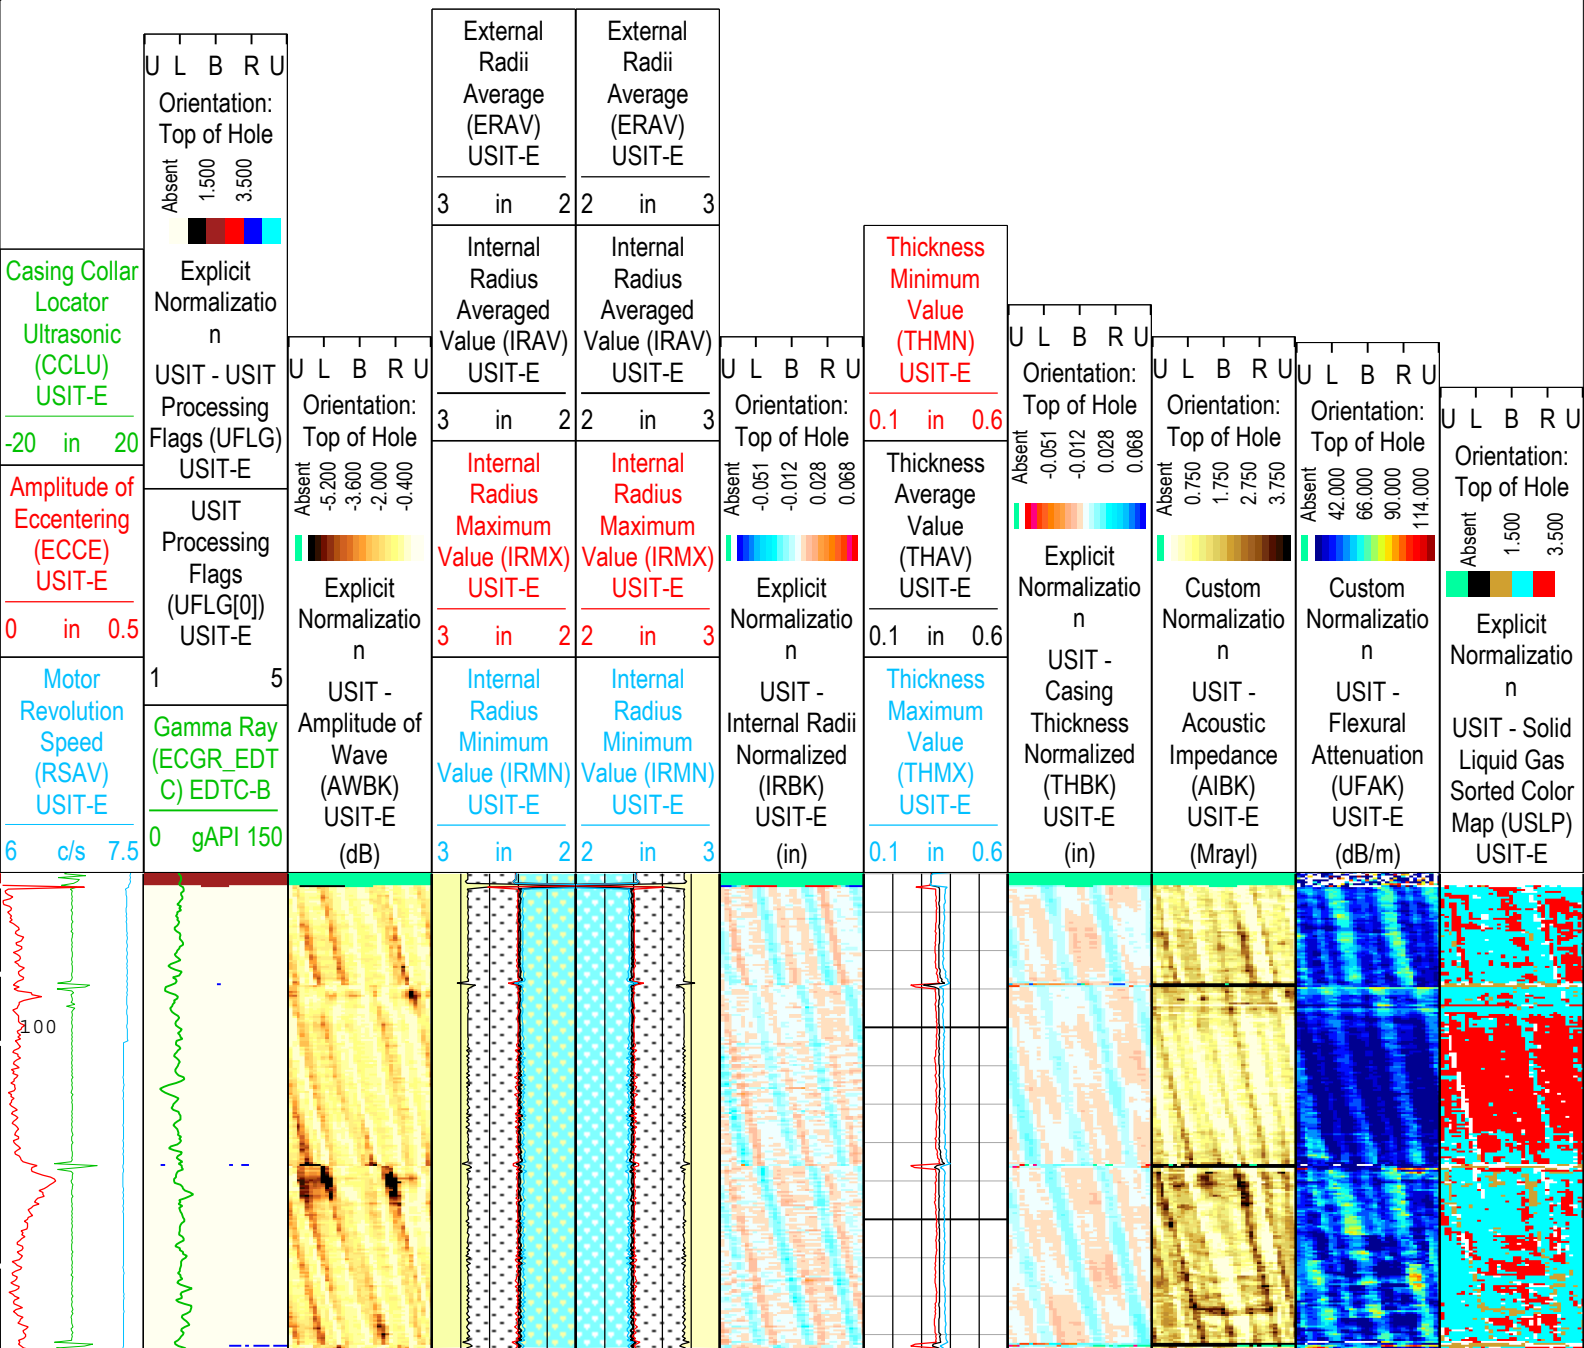 Casing Collar
Locator
Ultrasonic
(CCLU)
USIT-E
-20 in 20
Amplitude of
Eccentering
(ECCE)
USIT-E
0 in 0.5
Motor
Revolution
Speed
(RSAV)
USIT-E
6 c/s 7.5
U L B R U
Orientation:
Top of Hole
Absent
1.500
3.500
Explicit
Normalizatio
n
USIT - USIT
Processing
Flags (UFLG)
USIT-E
USIT
Processing
Flags
(UFLG[0])
USIT-E
1 5
Gamma Ray
(ECGR_EDT
C) EDTC-B
0 gAPI 150
U L B R U
Orientation:
Top of Hole
Absent
-5.200
-3.600
-2.000
-0.400
Explicit
Normalizatio
n
USIT -
Amplitude of
Wave
(AWBK)
USIT-E
(dB)
External
Radii
Average
(ERAV)
USIT-E
3 in 2
Internal
Radius
Averaged
Value (IRAV)
USIT-E
3 in 2
Internal
Radius
Maximum
Value (IRMX)
USIT-E
3 in 2
Internal
Radius
Minimum
Value (IRMN)
USIT-E
3 in 2
External
Radii
Average
(ERAV)
USIT-E
2 in 3
Internal
Radius
Averaged
Value (IRAV)
USIT-E
2 in 3
Internal
Radius
Maximum
Value (IRMX)
USIT-E
2 in 3
Internal
Radius
Minimum
Value (IRMN)
USIT-E
2 in 3
U L B R U
Orientation:
Top of Hole
Absent
-0.051
-0.012
0.028
0.068
Explicit
Normalizatio
n
USIT -
Internal Radii
Normalized
(IRBK)
USIT-E
(in)
Thickness
Minimum
Value
(THMN)
USIT-E
0.1 in 0.6
Thickness
Average
Value
(THAV)
USIT-E
0.1 in 0.6
Thickness
Maximum
Value
(THMX)
USIT-E
0.1 in 0.6
U L B R U
Orientation:
Top of Hole
Absent
-0.051
-0.012
0.028
0.068
Explicit
Normalizatio
n
USIT -
Casing
Thickness
Normalized
(THBK)
USIT-E
(in)
U L B R U
Orientation:
Top of Hole
Absent
0.750
1.750
2.750
3.750
Custom
Normalizatio
n
USIT -
Acoustic
Impedance
(AIBK)
USIT-E
(Mrayl)
U L B R U
Orientation:
Top of Hole
Absent
42.000
66.000
90.000
114.000
Custom
Normalizatio
n
USIT -
Flexural
Attenuation
(UFAK)
USIT-E
(dB/m)
U L B R U
Orientation:
Top of Hole
Absent
1.500
3.500
Explicit
Normalizatio
n
USIT - Solid
Liquid Gas
Sorted Color
Map (USLP)
USIT-E
100